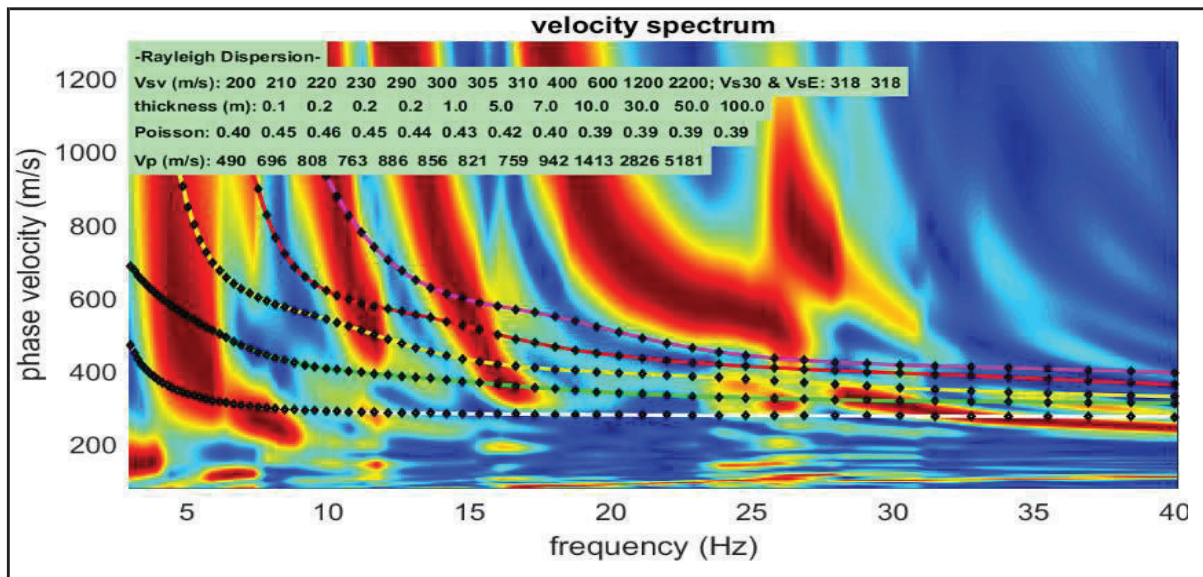 velocity spectrum
-Rayleigh Dispersion-
Vsv (m/s): 200 210 220 230 290 300 305 310 400 600 1200 2200; Vs30 & VsE: 318 318
thickness (m): 0.1 0.2 0.2 0.2 1.0 5.0 7.0 10.0 30.0 50.0 100.0
Poisson: 0.40 0.45 0.46 0.45 0.44 0.43 0.42 0.40 0.39 0.39 0.39 0.39
Vp (m/s): 490 696 808 763 886 856 821 759 942 1413 2826 5181
phase velocity (m/s)
1200
1000
800
600
400
200
5 10 15 20 25 30 35 40
frequency (Hz)